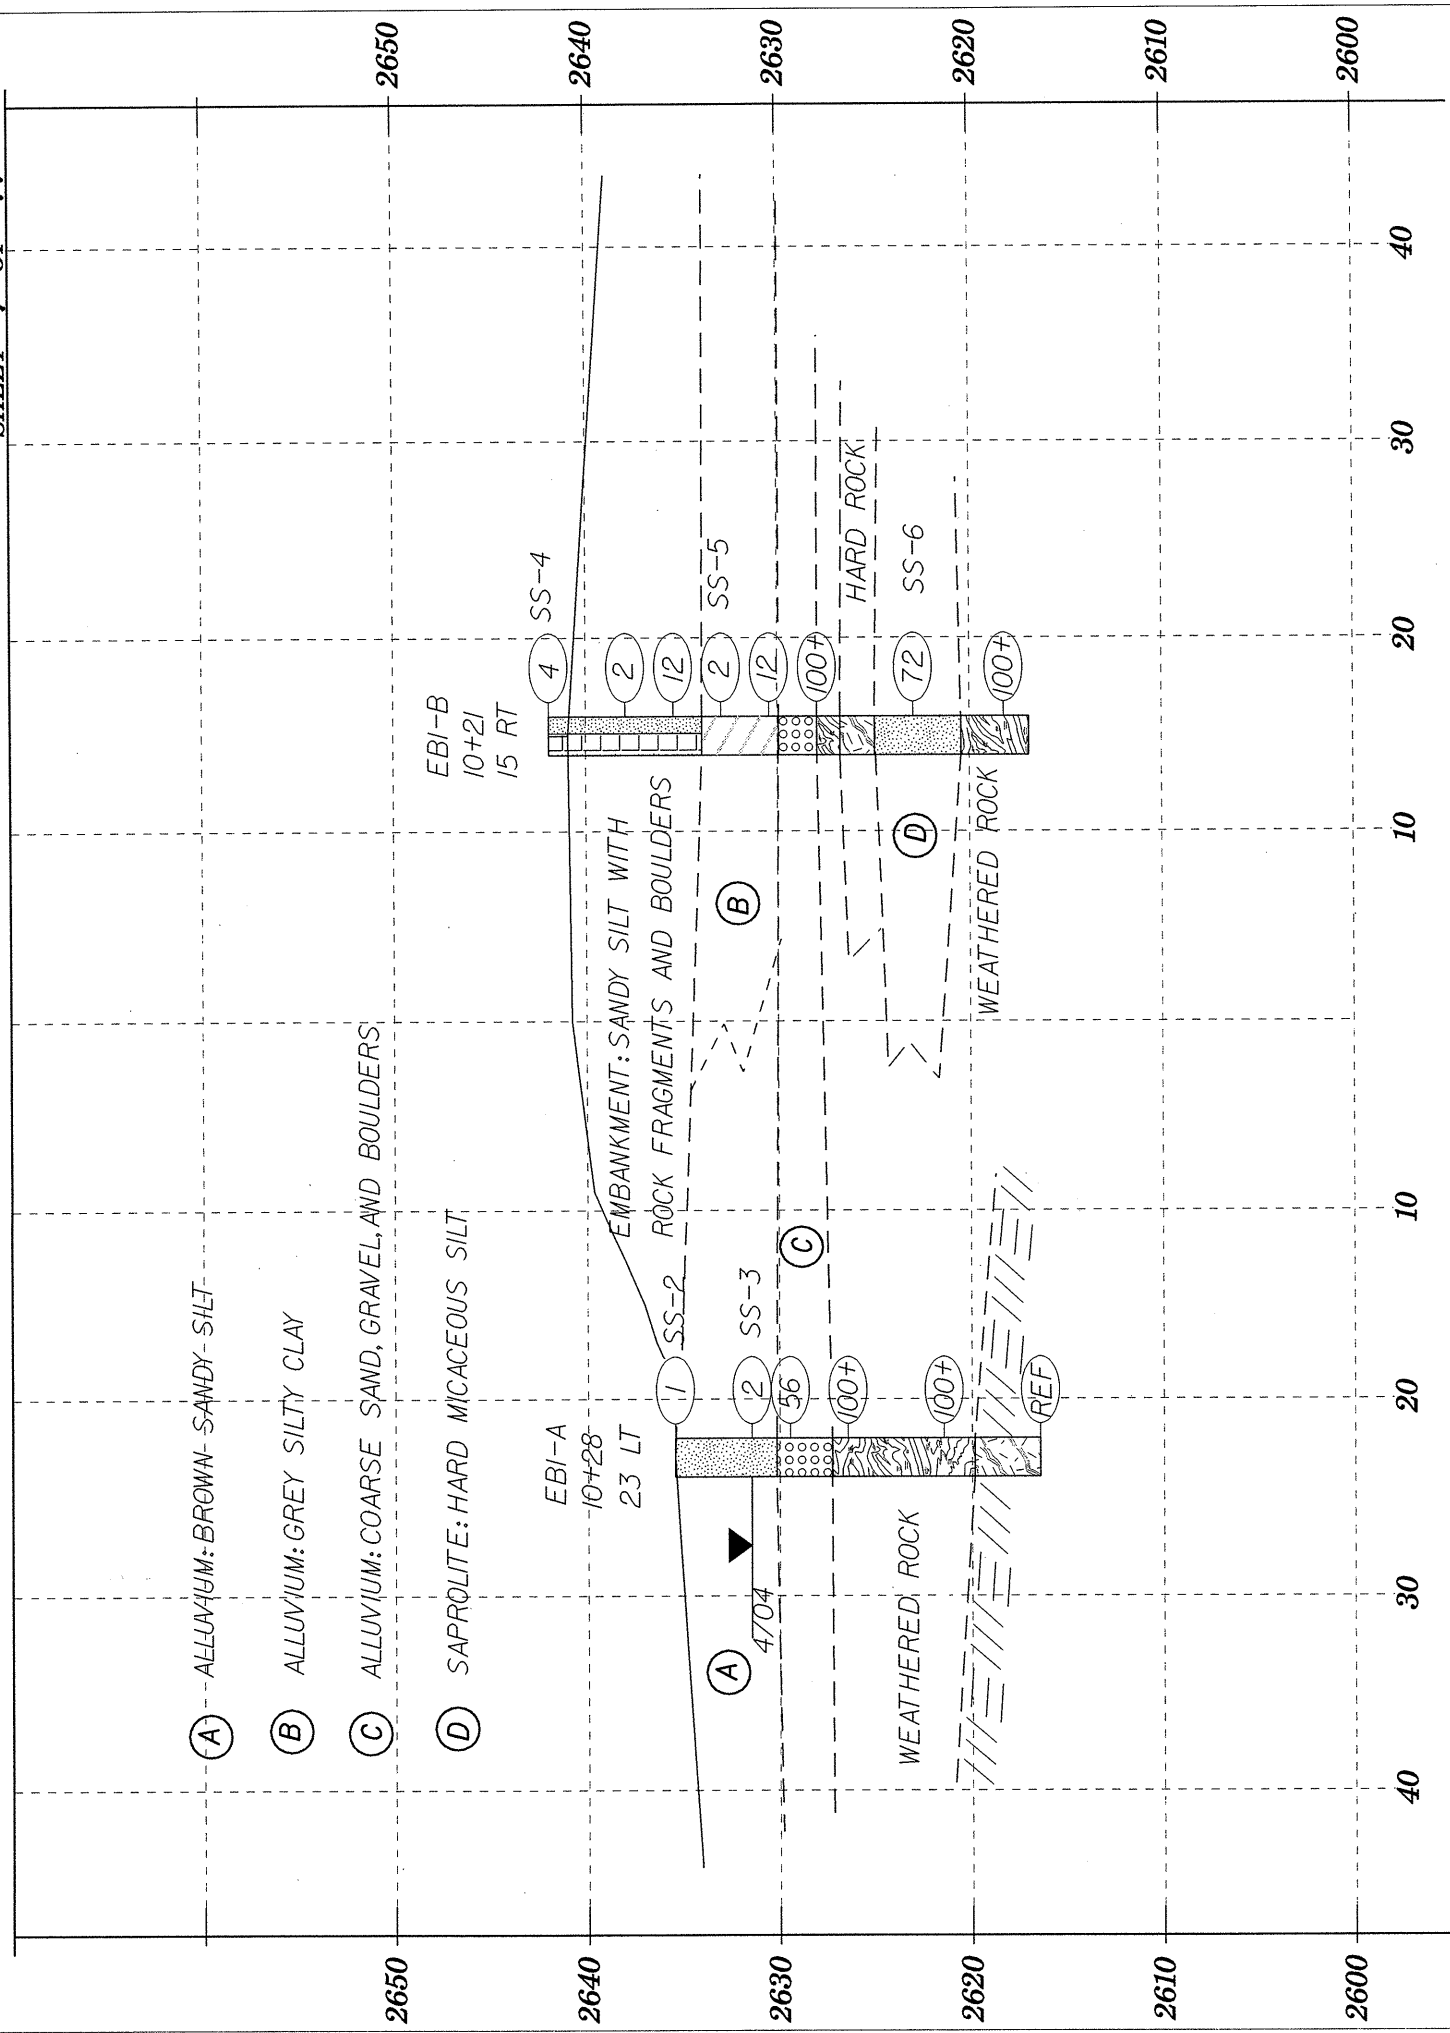 2650
2640
2630
2620
2610
2600
A ALLUVIUM: BROWN SANDY SILT
B ALLUVIUM: GREY SILTY CLAY
C ALLUVIUM: COARSE SAND, GRAVEL, AND BOULDERS
D SAPROLITE: HARD MICACEOUS SILT
EB1-A
10+28
23 LT
1 SS-2
2 SS-3
56
100+
100+
REF
4/04
A
WEATHERED ROCK
EMBANKMENT: SANDY SILT WITH
ROCK FRAGMENTS AND BOULDERS
B
C
D
WEATHERED ROCK
HARD ROCK
EB1-B
10+21
15 RT
4 SS-4
2
12
2 SS-5
12
100+
72 SS-6
100+
40
30
20
10
10
20
30
40
2650
2640
2630
2620
2610
2600